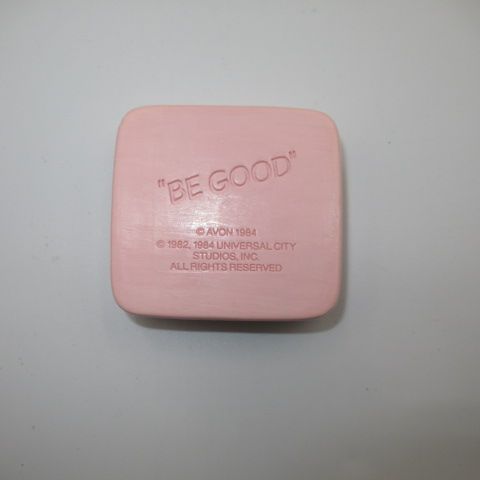 "BE GOOD"
© AVON 1984
© 1982, 1984 UNIVERSAL CITY
STUDIOS, INC.
ALL RIGHTS RESERVED